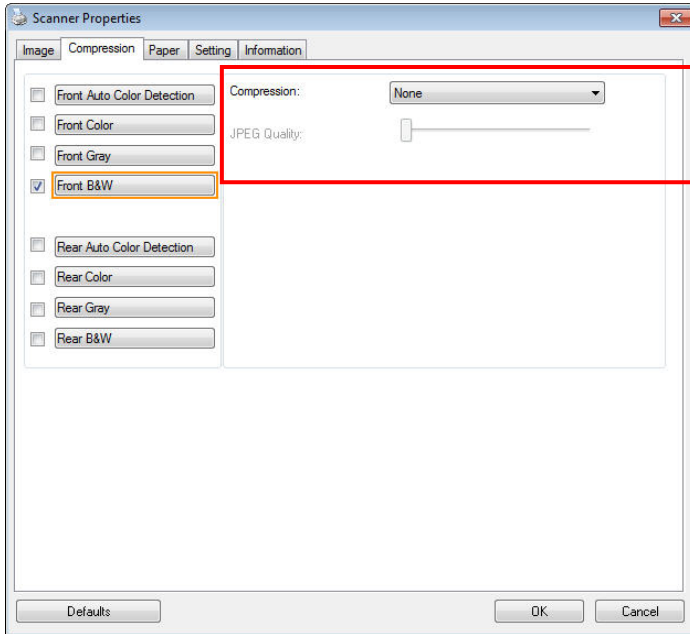 Scanner Properties
Image Compression Paper Setting Information
Front Auto Color Detection
Front Color
Front Gray
Front B&W
Rear Auto Color Detection
Rear Color
Rear Gray
Rear B&W
Compression: None
JPEG Quality:
Defaults OK Cancel